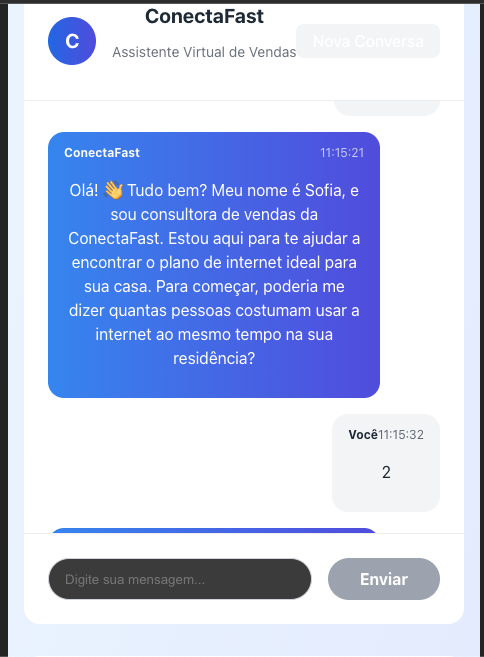 C
ConectaFast
Assistente Virtual de Vendas
Nova Conversa
ConectaFast 11:15:21
Olá! 👋 Tudo bem? Meu nome é Sofia, e
sou consultora de vendas da
ConectaFast. Estou aqui para te ajudar a
encontrar o plano de internet ideal para
sua casa. Para começar, poderia me
dizer quantas pessoas costumam usar a
internet ao mesmo tempo na sua
residência?
Você11:15:32
2
Digite sua mensagem...
Enviar